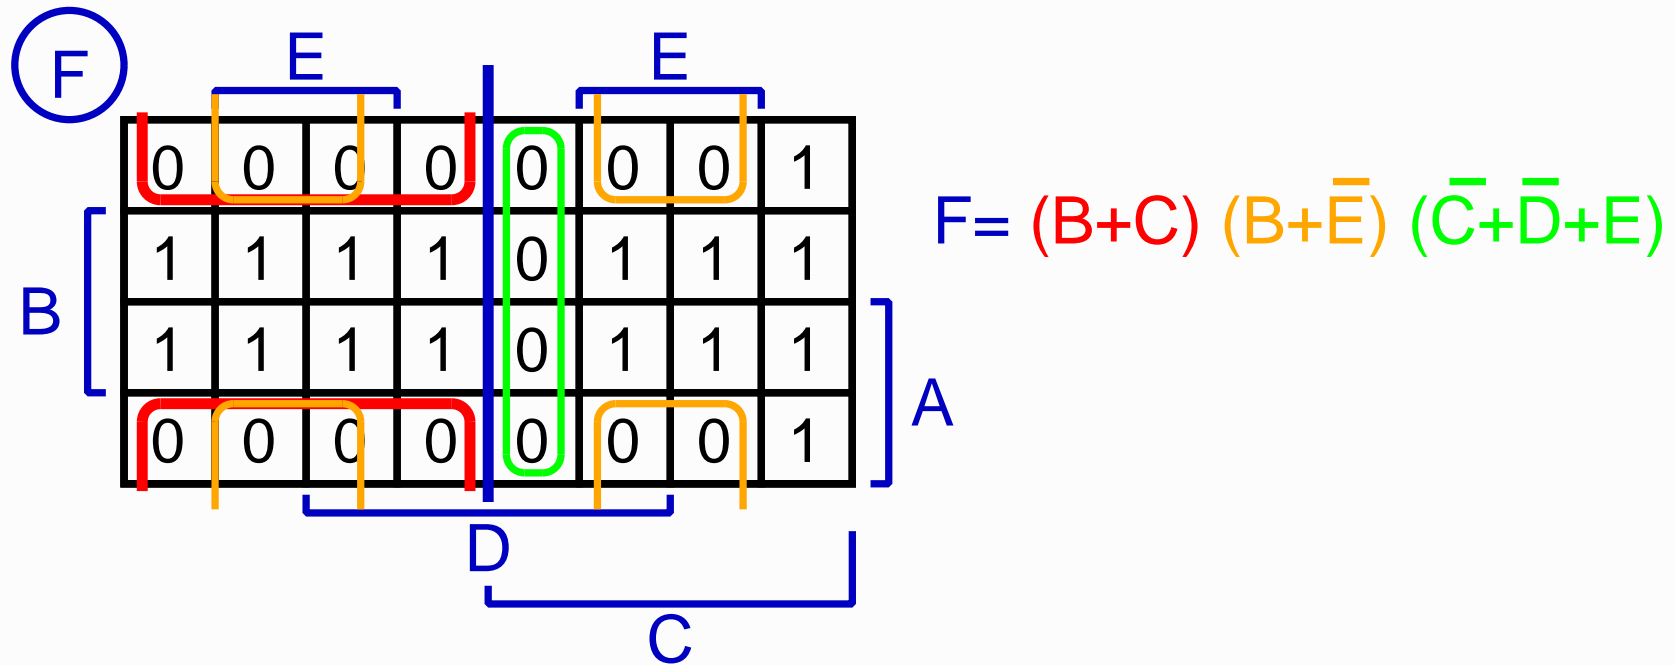 F
E E
0 0 0 0 0 0 0 1
1 1 1 1 0 1 1 1
1 1 1 1 0 1 1 1
0 0 0 0 0 0 0 1
B
A
D
C
F= (B+C) (B+E̅) (C̅+D̅+E)